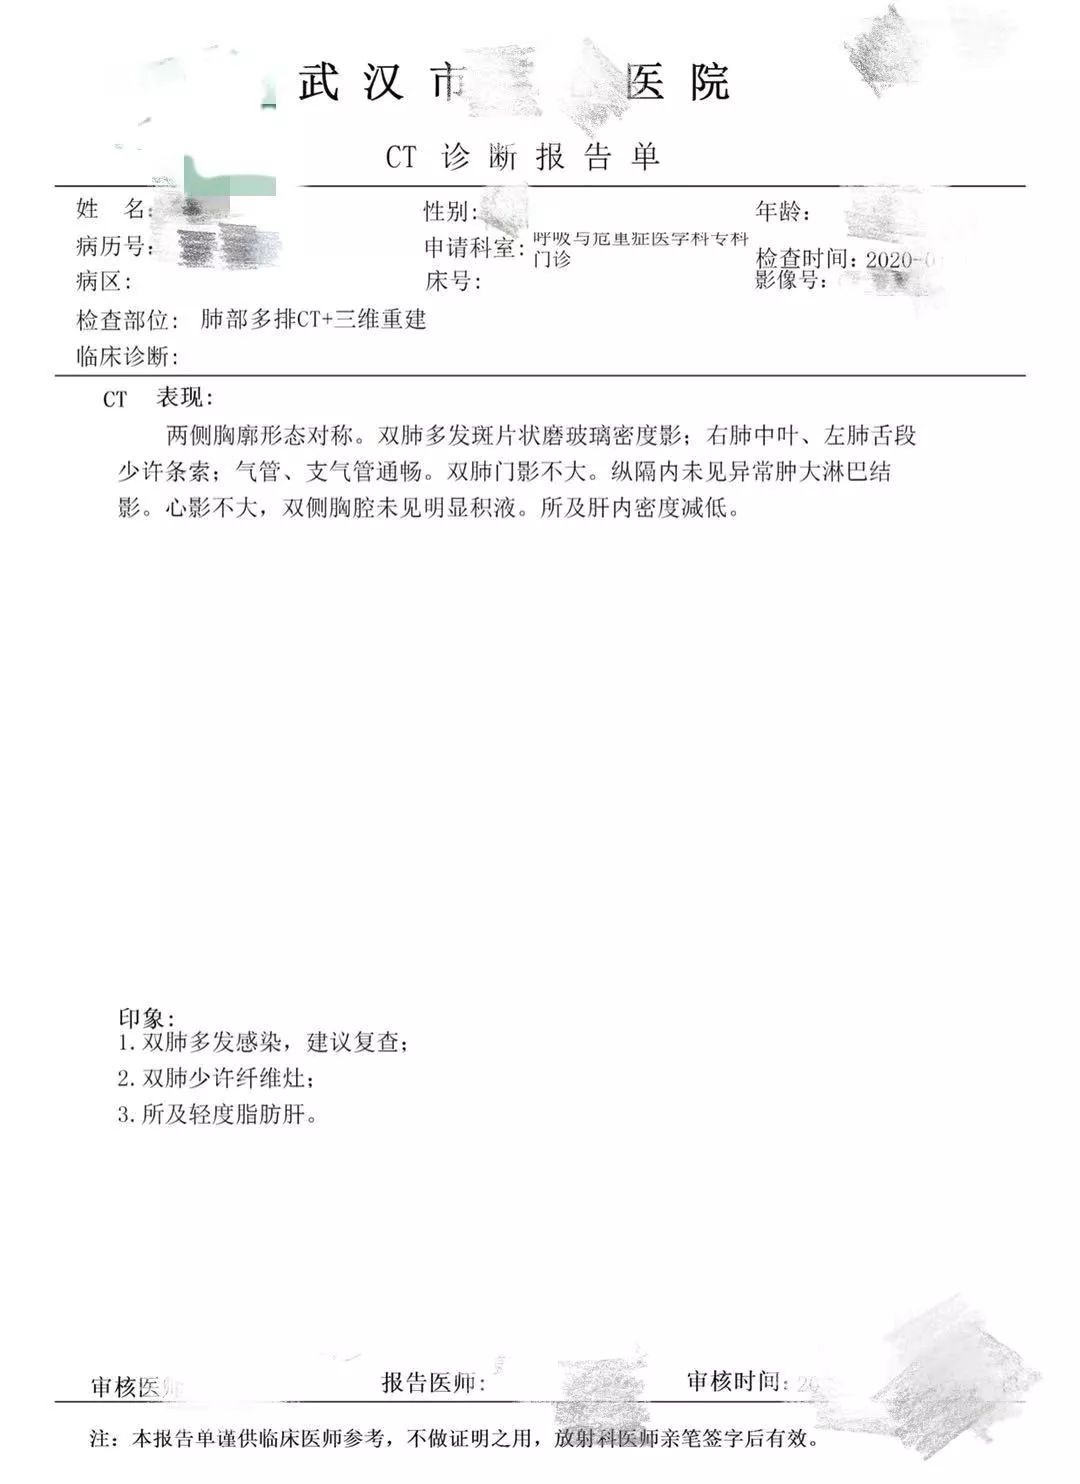 武汉市 医院
CT 诊断报告单
姓 名: 性别: 年龄:
病历号: 申请科室: 呼吸与危重症医学科专科门诊 检查时间: 2020-0
病区: 床号: 影像号:
检查部位: 肺部多排CT+三维重建
临床诊断:
CT 表现:
两侧胸廓形态对称。双肺多发斑片状磨玻璃密度影; 右肺中叶、左肺舌段
少许条索; 气管、支气管通畅。双肺门影不大。纵隔内未见异常肿大淋巴结
影。心影不大, 双侧胸腔未见明显积液。所及肝内密度减低。
印象:
1. 双肺多发感染, 建议复查;
2. 双肺少许纤维灶;
3. 所及轻度脂肪肝。
审核医师 报告医师: 审核时间: 20
注: 本报告单谨供临床医师参考, 不做证明之用, 放射科医师亲笔签字后有效。